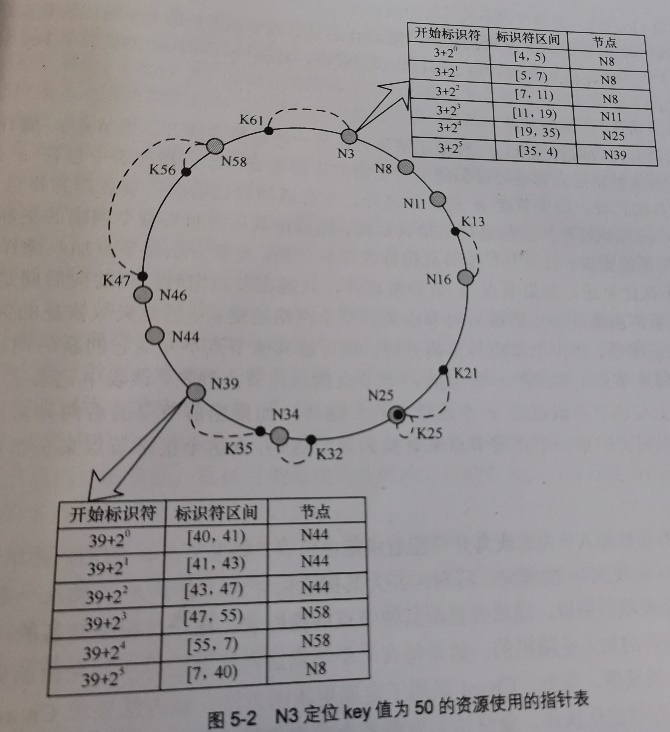 开始标识符 标识符区间 节点
3+2⁰ [4, 5) N8
3+2¹ [5, 7) N8
3+2² [7, 11) N8
3+2³ [11, 19) N11
3+2⁴ [19, 35) N25
3+2⁵ [35, 4) N39
K61
N3
N58
K56
N8
N11
K13
K47
N46
N16
N44
K21
N39
N25
N34
K25
K35
K32
开始标识符 标识符区间 节点
39+2⁰ [40, 41) N44
39+2¹ [41, 43) N44
39+2² [43, 47) N44
39+2³ [47, 55) N58
39+2⁴ [55, 7) N58
39+2⁵ [7, 40) N8
图 5-2 N3 定位 key 值为 50 的资源使用的指针表